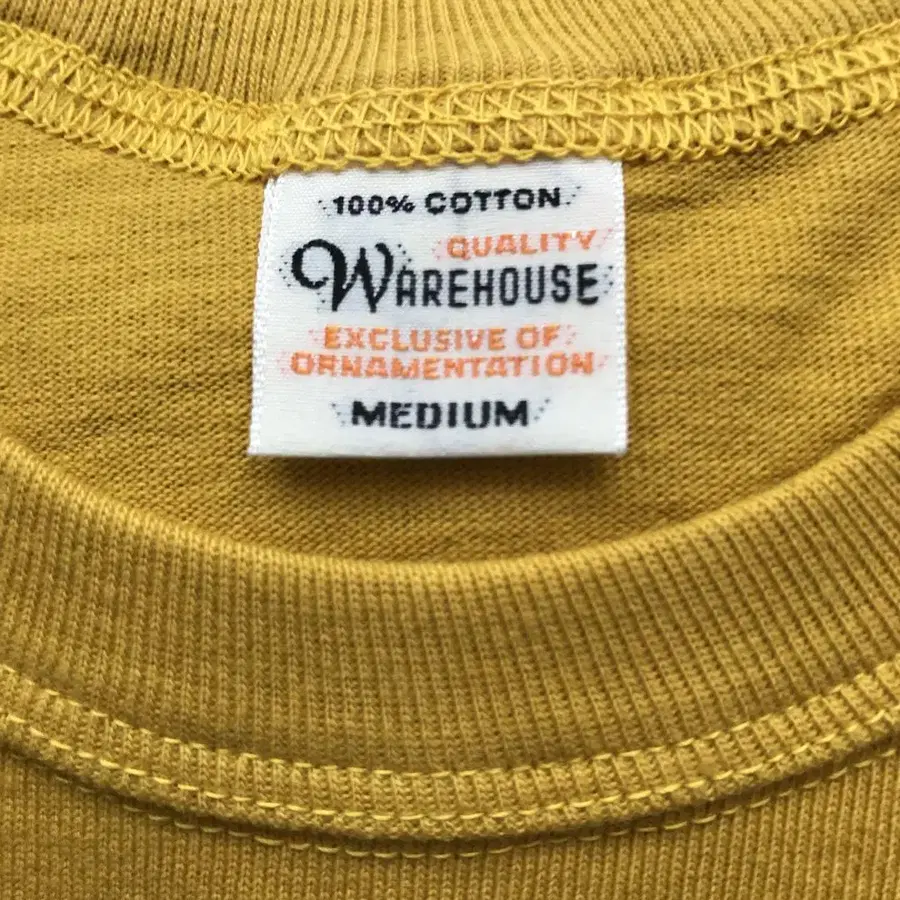 100% COTTON
QUALITY
WAREHOUSE
EXCLUSIVE OF
ORNAMENTATION
MEDIUM